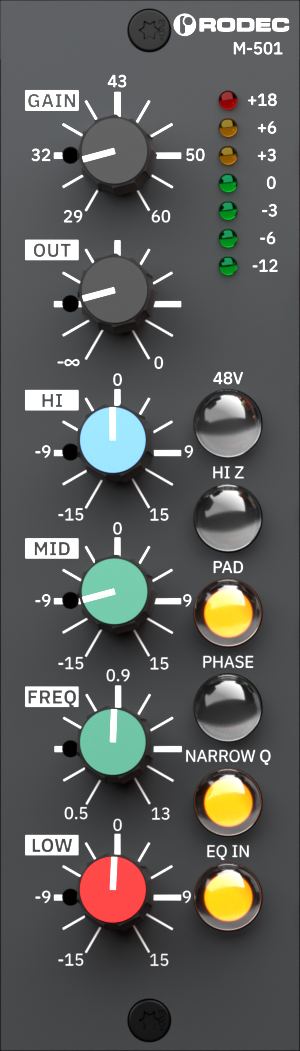 RODEC
M-501
GAIN
43
32
50
29
60
+18
+6
+3
0
-3
-6
-12
OUT
-∞
0
HI
0
-9
9
-15
15
48V
HI Z
MID
0
-9
9
-15
15
PAD
PHASE
FREQ
0.9
0.5
13
NARROW Q
LOW
0
-9
9
-15
15
EQ IN